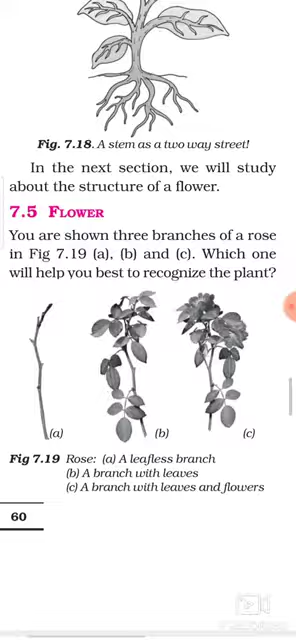 Fig. 7.18. A stem as a two way street!
In the next section, we will study
about the structure of a flower.
7.5 FLOWER
You are shown three branches of a rose
in Fig 7.19 (a), (b) and (c). Which one
will help you best to recognize the plant?
(a) (b) (c)
Fig 7.19 Rose: (a) A leafless branch
(b) A branch with leaves
(c) A branch with leaves and flowers
60